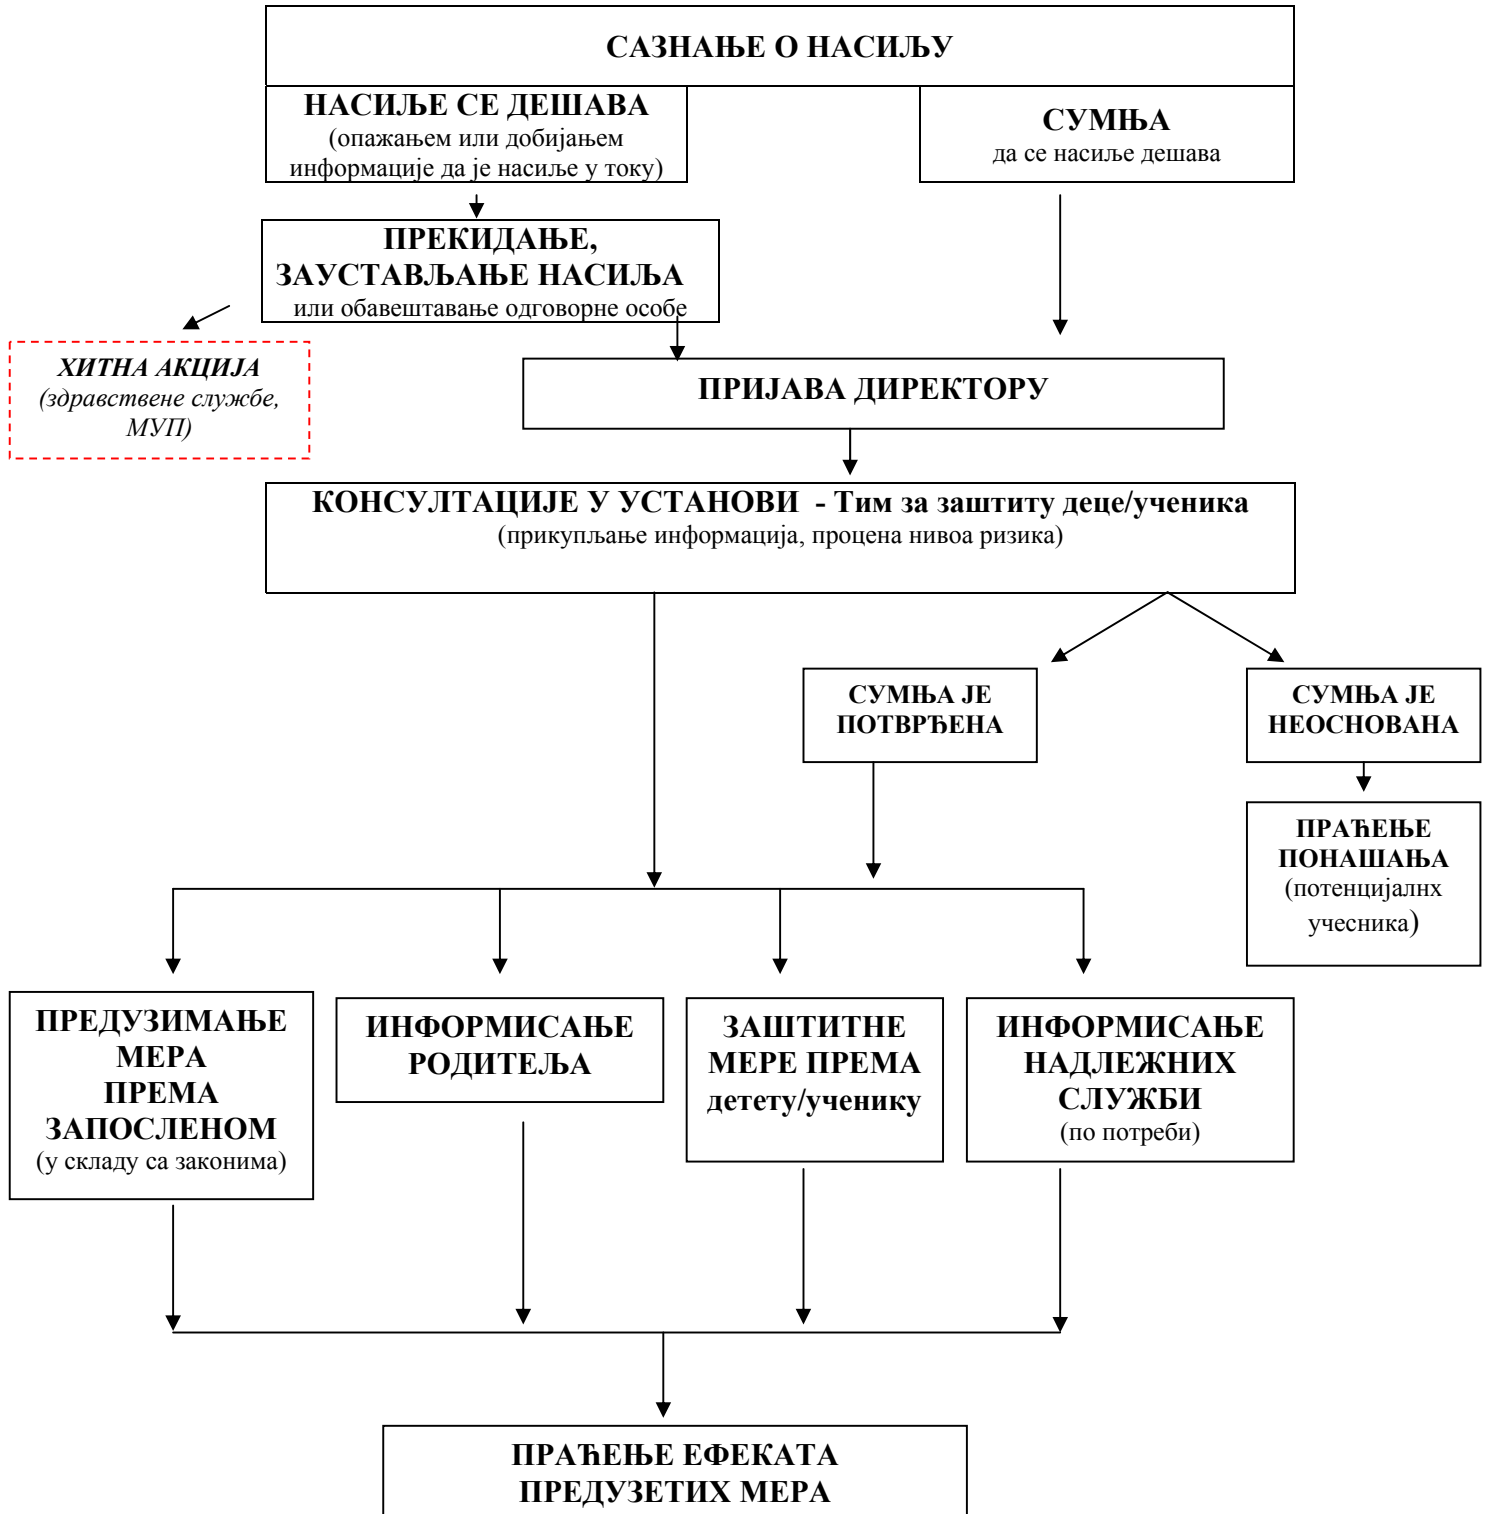 САЗНАЊЕ О НАСИЉУ
НАСИЉЕ СЕ ДЕШАВА
(опажањем или добијањем
информације да је насиље у току)
СУМЊА
да се насиље дешава
ПРЕКИДАЊЕ,
ЗАУСТАВЉАЊЕ НАСИЉА
или обавештавање одговорне особе
ХИТНА АКЦИЈА
(здравствене службе,
МУП)
ПРИЈАВА ДИРЕКТОРУ
КОНСУЛТАЦИЈЕ У УСТАНОВИ - Тим за заштиту деце/ученика
(прикупљање информација, процена нивоа ризика)
СУМЊА ЈЕ
ПОТВРЂЕНА
СУМЊА ЈЕ
НЕОСНОВАНА
ПРАЋЕЊЕ
ПОНАШАЊА
(потенцијалнх
учесника)
ПРЕДУЗИМАЊЕ
МЕРА
ПРЕМА
ЗАПОСЛЕНОМ
(у складу са законима)
ИНФОРМИСАЊЕ
РОДИТЕЉА
ЗАШТИТНЕ
МЕРЕ ПРЕМА
детету/ученику
ИНФОРМИСАЊЕ
НАДЛЕЖНИХ
СЛУЖБИ
(по потреби)
ПРАЋЕЊЕ ЕФЕКАТА
ПРЕДУЗЕТИХ МЕРА